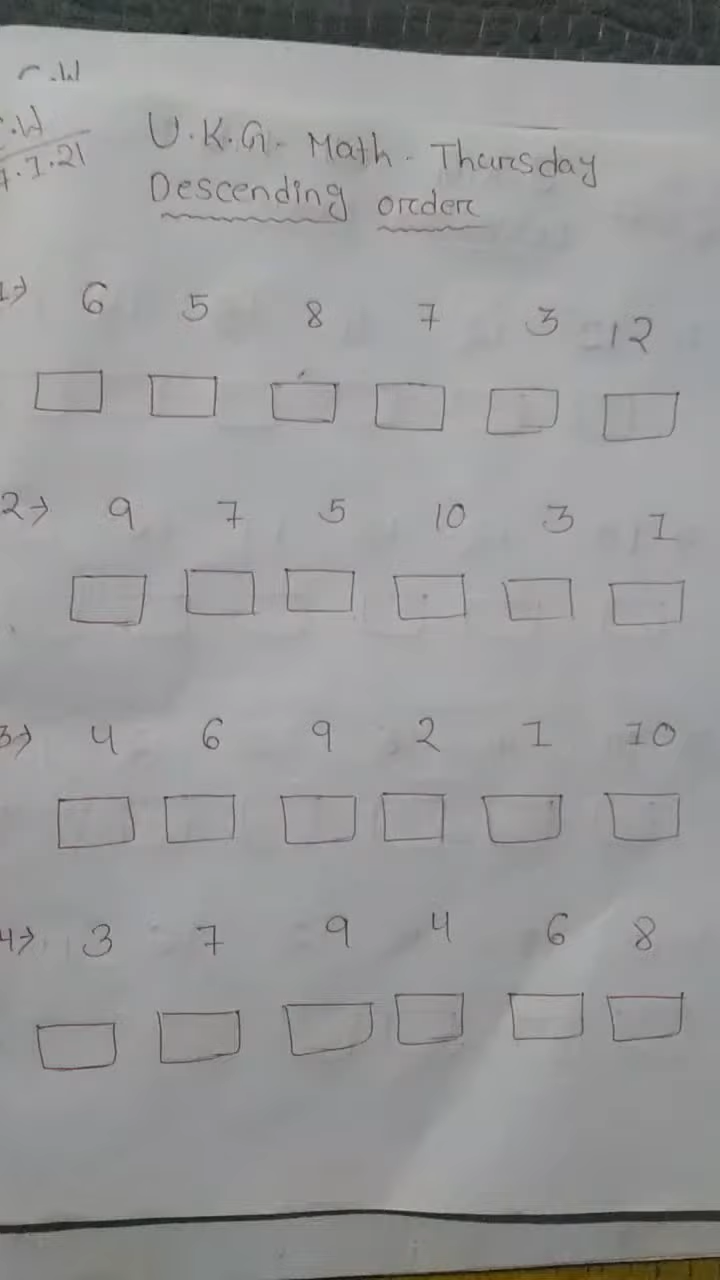 C.W
U.K.G. Math. Thursday
Descending order
1→ 6 5 8 7 3 12
2→ 9 7 5 10 3 1
3→ 4 6 9 2 1 10
4→ 3 7 9 4 6 8